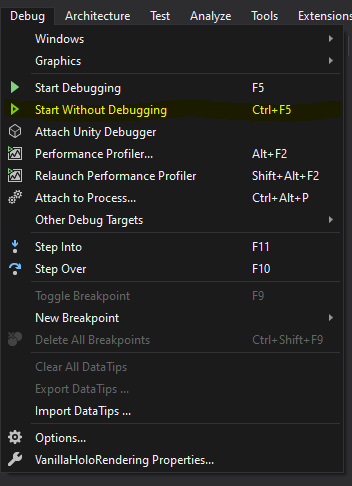 Debug Architecture Test Analyze Tools Extensions
Windows
Graphics
Start Debugging F5
Start Without Debugging Ctrl+F5
Attach Unity Debugger
Performance Profiler... Alt+F2
Relaunch Performance Profiler Shift+Alt+F2
Attach to Process... Ctrl+Alt+P
Other Debug Targets
Step Into F11
Step Over F10
Toggle Breakpoint F9
New Breakpoint
Delete All Breakpoints Ctrl+Shift+F9
Clear All DataTips
Export DataTips ...
Import DataTips ...
Options...
VanillaHoloRendering Properties...